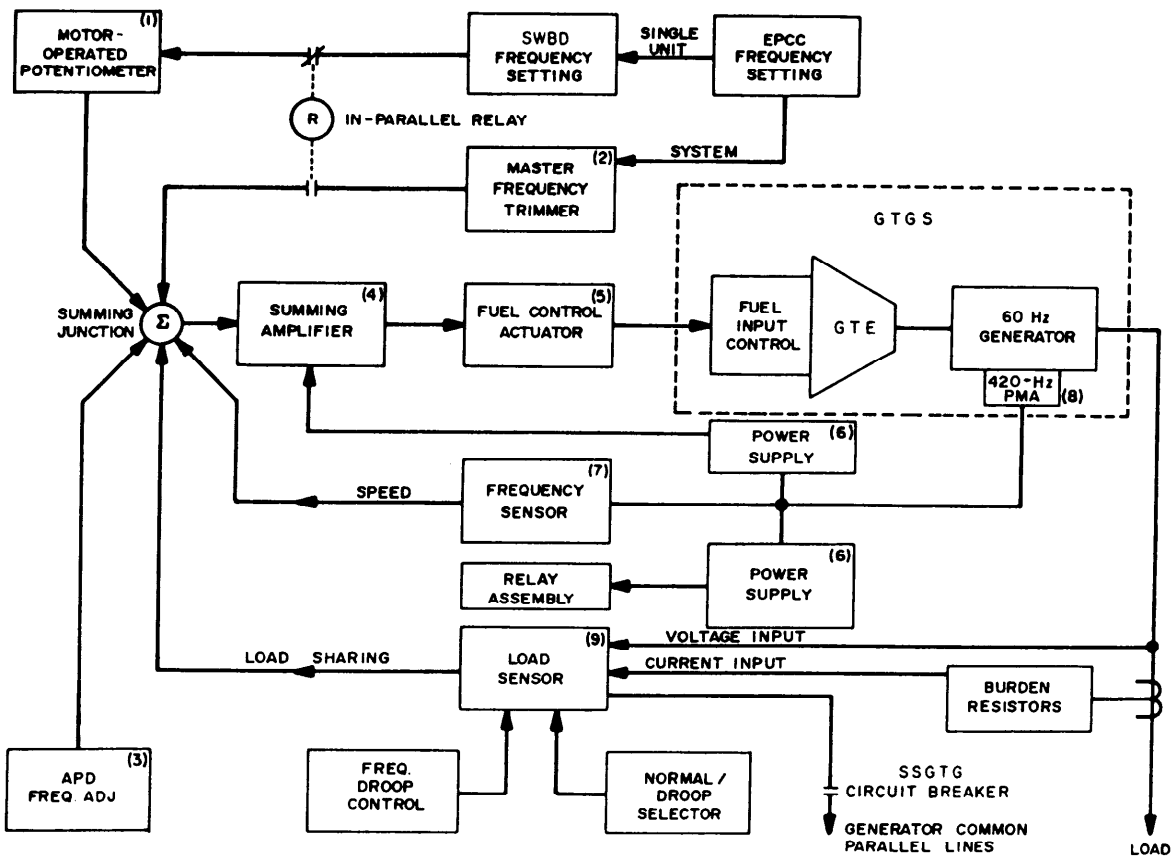 (1)
MOTOR-
OPERATED
POTENTIOMETER
SWBD
FREQUENCY
SETTING
SINGLE
UNIT
EPCC
FREQUENCY
SETTING
R
IN-PARALLEL RELAY
SYSTEM
(2)
MASTER
FREQUENCY
TRIMMER
GTGS
SUMMING
JUNCTION
Σ
(4)
SUMMING
AMPLIFIER
(5)
FUEL CONTROL
ACTUATOR
FUEL
INPUT
CONTROL
GTE
60 Hz
GENERATOR
420-Hz
PMA
(8)
(6)
POWER
SUPPLY
SPEED
(7)
FREQUENCY
SENSOR
(6)
POWER
SUPPLY
RELAY
ASSEMBLY
VOLTAGE INPUT
LOAD SHARING
(9)
LOAD
SENSOR
CURRENT INPUT
BURDEN
RESISTORS
(3)
APD
FREQ. ADJ
FREQ.
DROOP
CONTROL
NORMAL /
DROOP
SELECTOR
SSGTG
CIRCUIT BREAKER
GENERATOR COMMON
PARALLEL LINES
LOAD